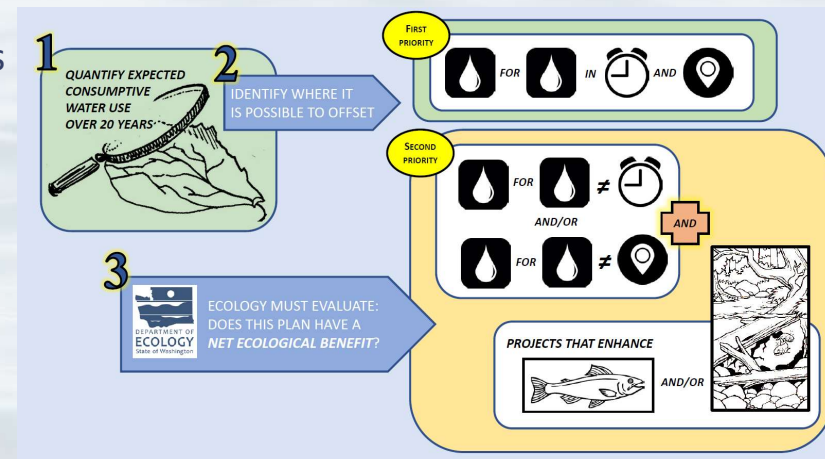 S
1
QUANTIFY EXPECTED
CONSUMPTIVE
WATER USE
OVER 20 YEARS
2
IDENTIFY WHERE IT
IS POSSIBLE TO OFFSET
FIRST
PRIORITY
FOR IN AND
SECOND
PRIORITY
FOR ≠
AND/OR
FOR ≠
AND
3
DEPARTMENT OF
ECOLOGY
State of Washington
ECOLOGY MUST EVALUATE:
DOES THIS PLAN HAVE A
NET ECOLOGICAL BENEFIT?
PROJECTS THAT ENHANCE
AND/OR